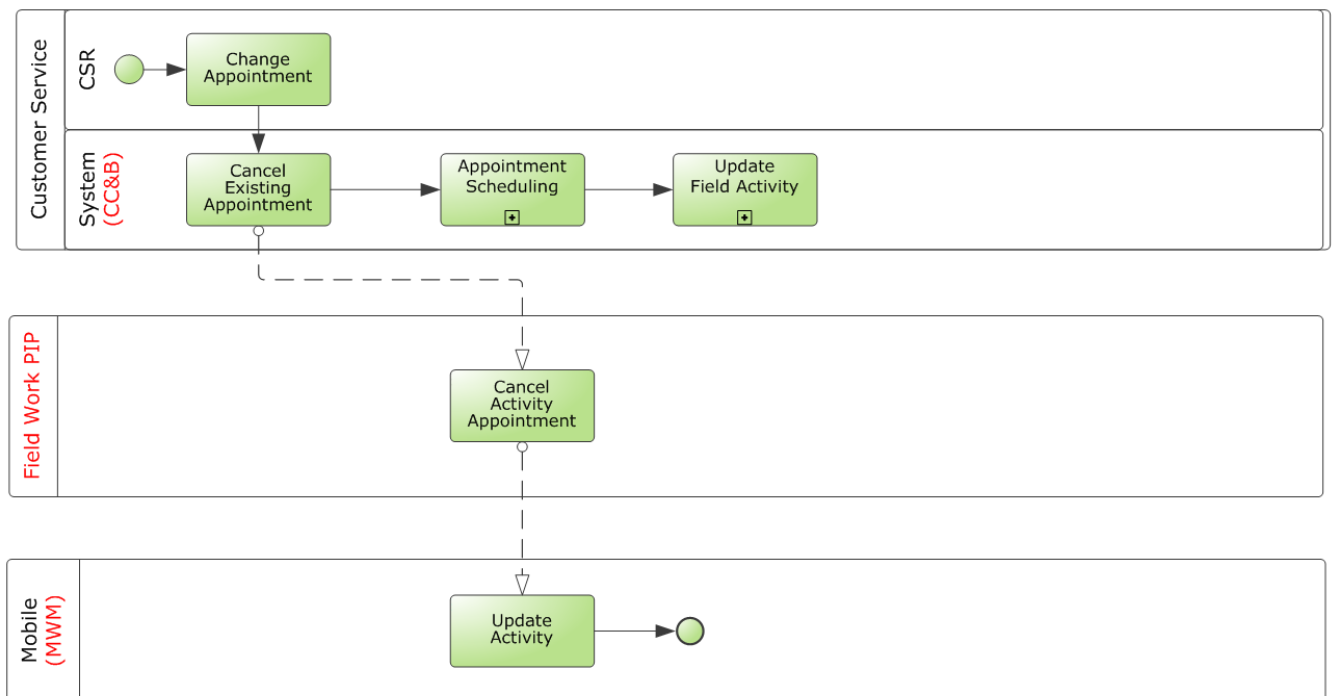 Customer Service
CSR
Change
Appointment
System
(CC&B)
Cancel
Existing
Appointment
Appointment
Scheduling
Update
Field Activity
Field Work PIP
Cancel
Activity
Appointment
Mobile
(MWM)
Update
Activity